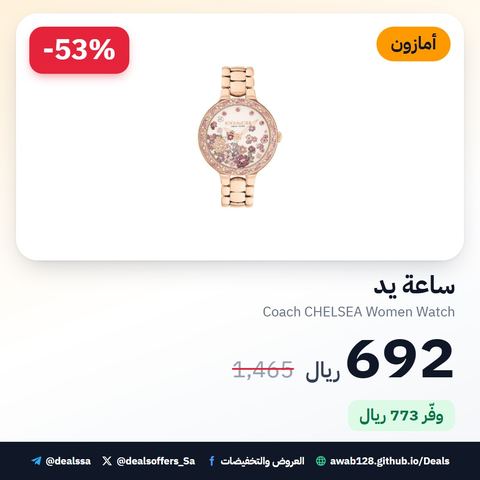 -53%
أمازون
ساعة يد
Coach CHELSEA Women Watch
692 ريال 1,465
وفّر 773 ريال
@dealssa @dealsoffers_Sa العروض والتخفيضات awab128.github.io/Deals